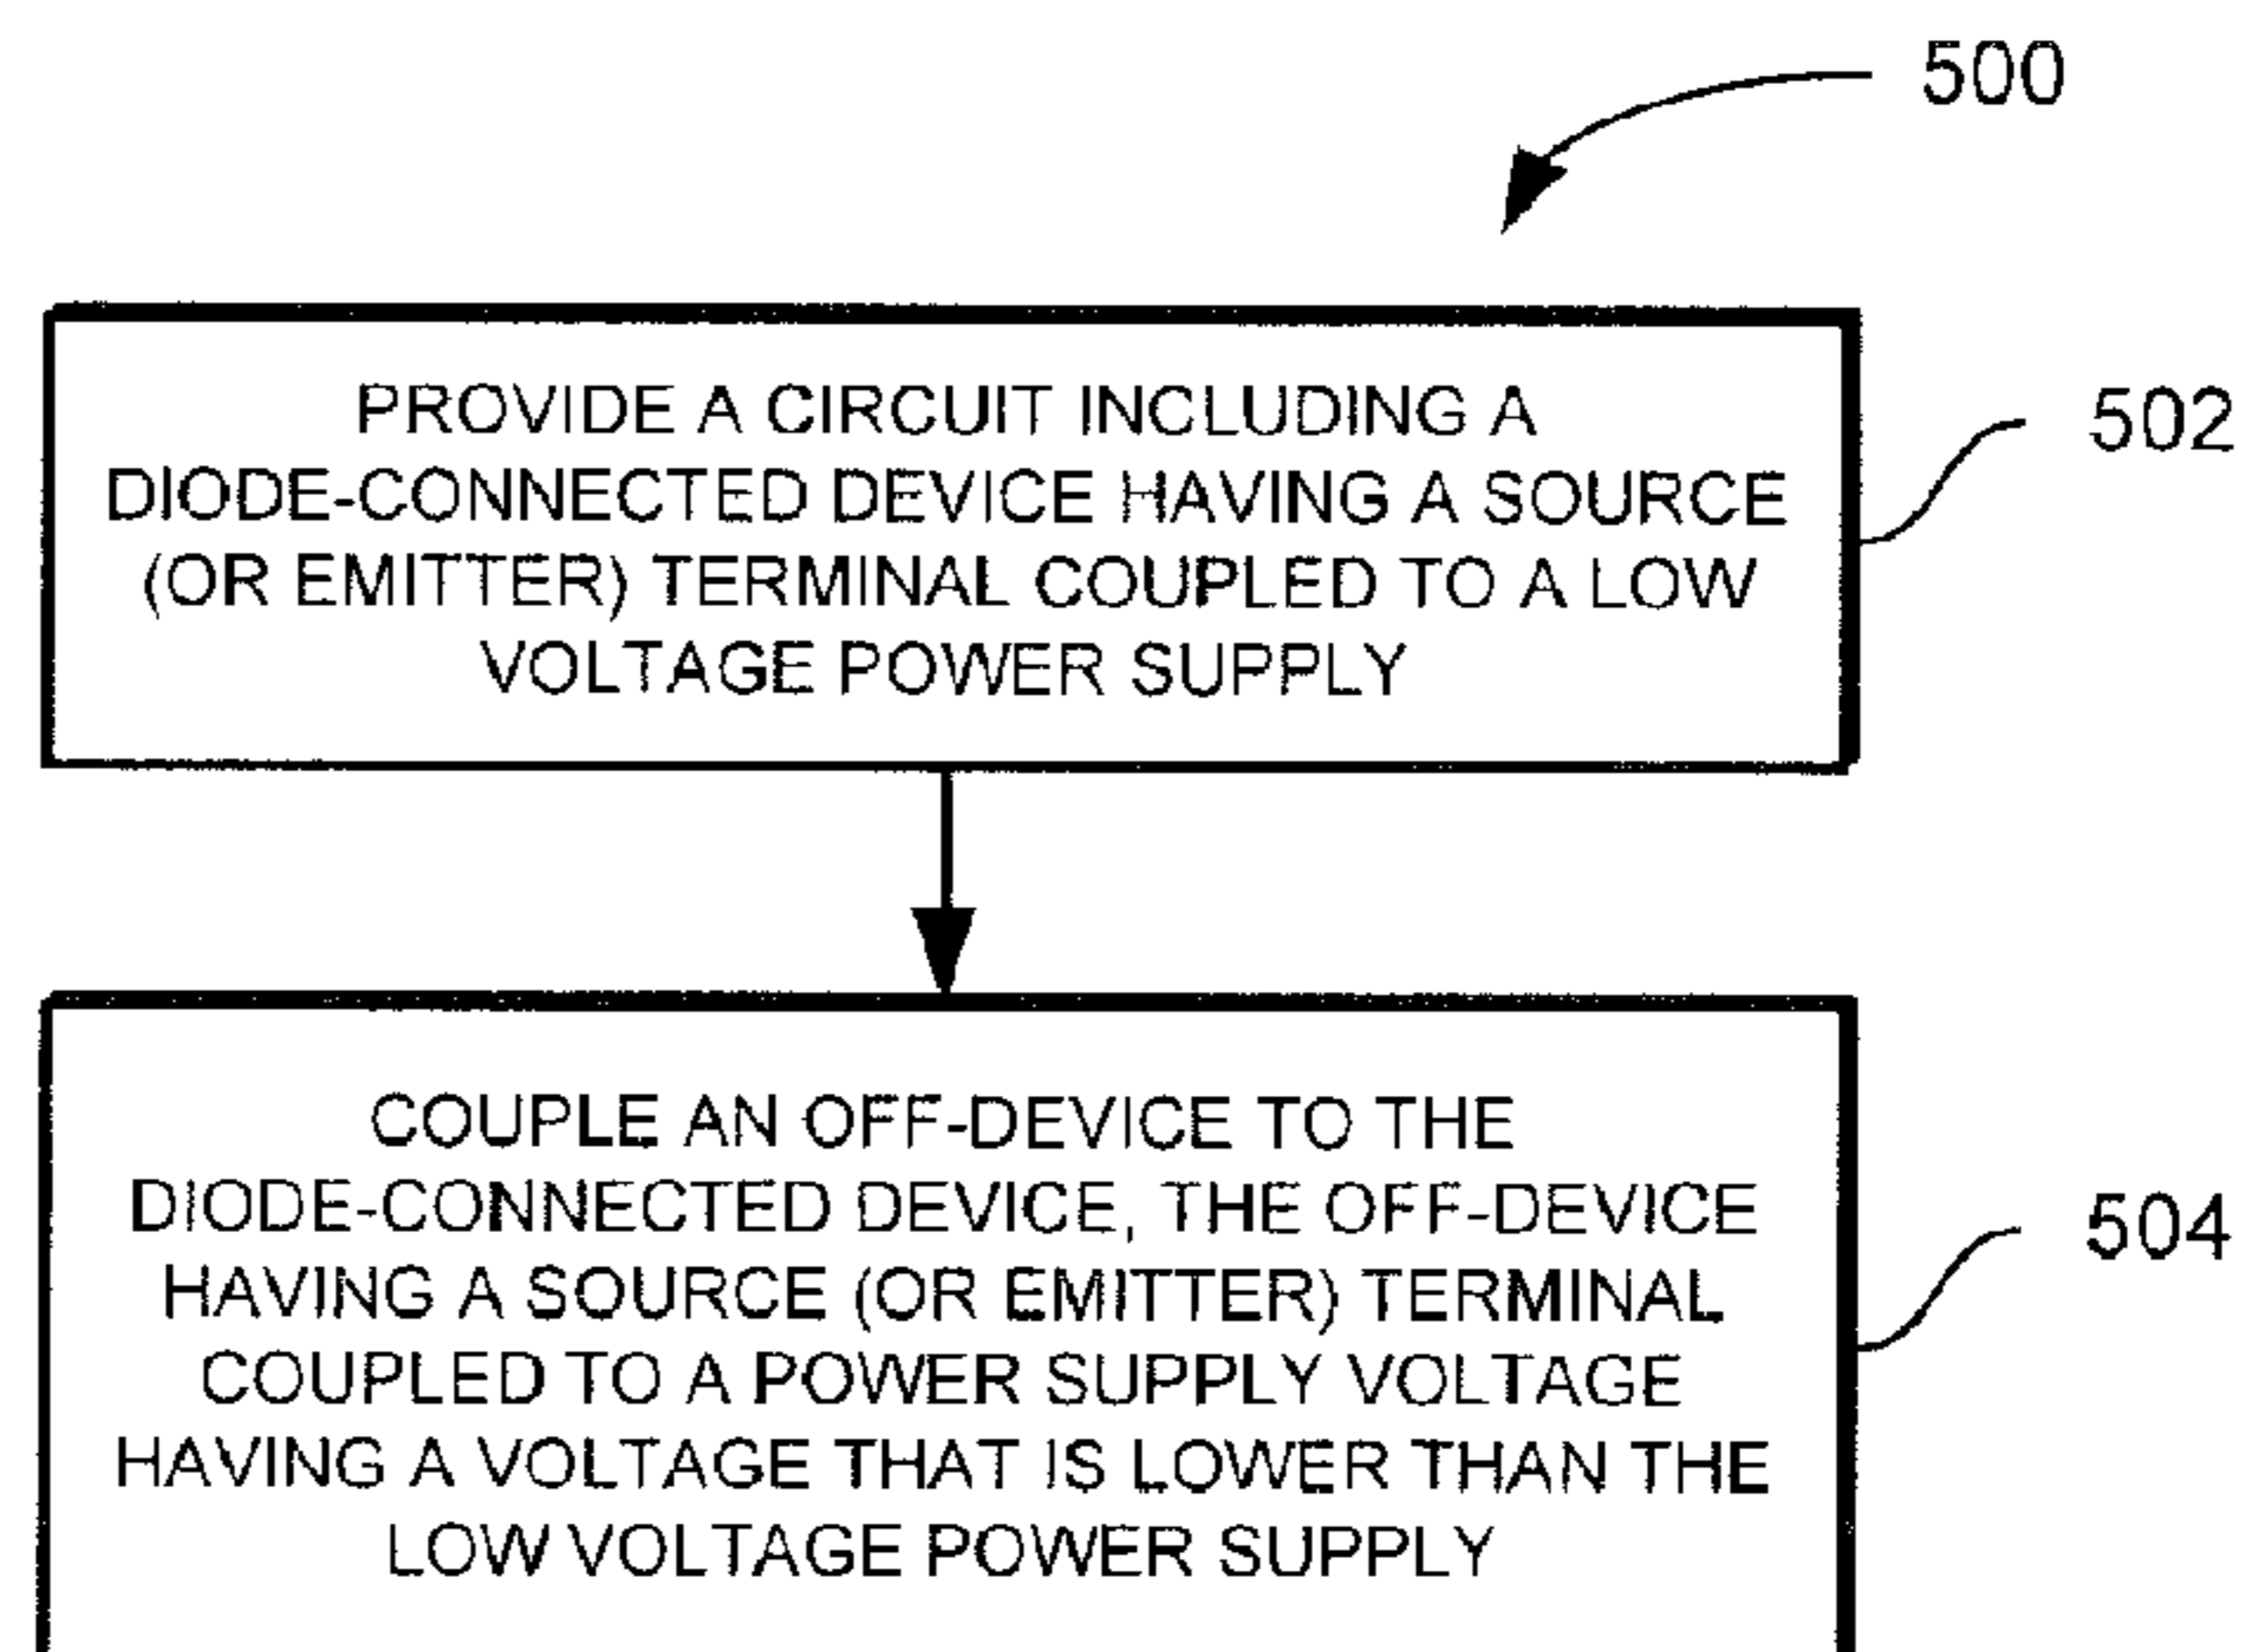 500
PROVIDE A CIRCUIT INCLUDING A
DIODE-CONNECTED DEVICE HAVING A SOURCE
(OR EMITTER) TERMINAL COUPLED TO A LOW
VOLTAGE POWER SUPPLY
502
COUPLE AN OFF-DEVICE TO THE
DIODE-CONNECTED DEVICE, THE OFF-DEVICE
HAVING A SOURCE (OR EMITTER) TERMINAL
COUPLED TO A POWER SUPPLY VOLTAGE
HAVING A VOLTAGE THAT IS LOWER THAN THE
LOW VOLTAGE POWER SUPPLY
504